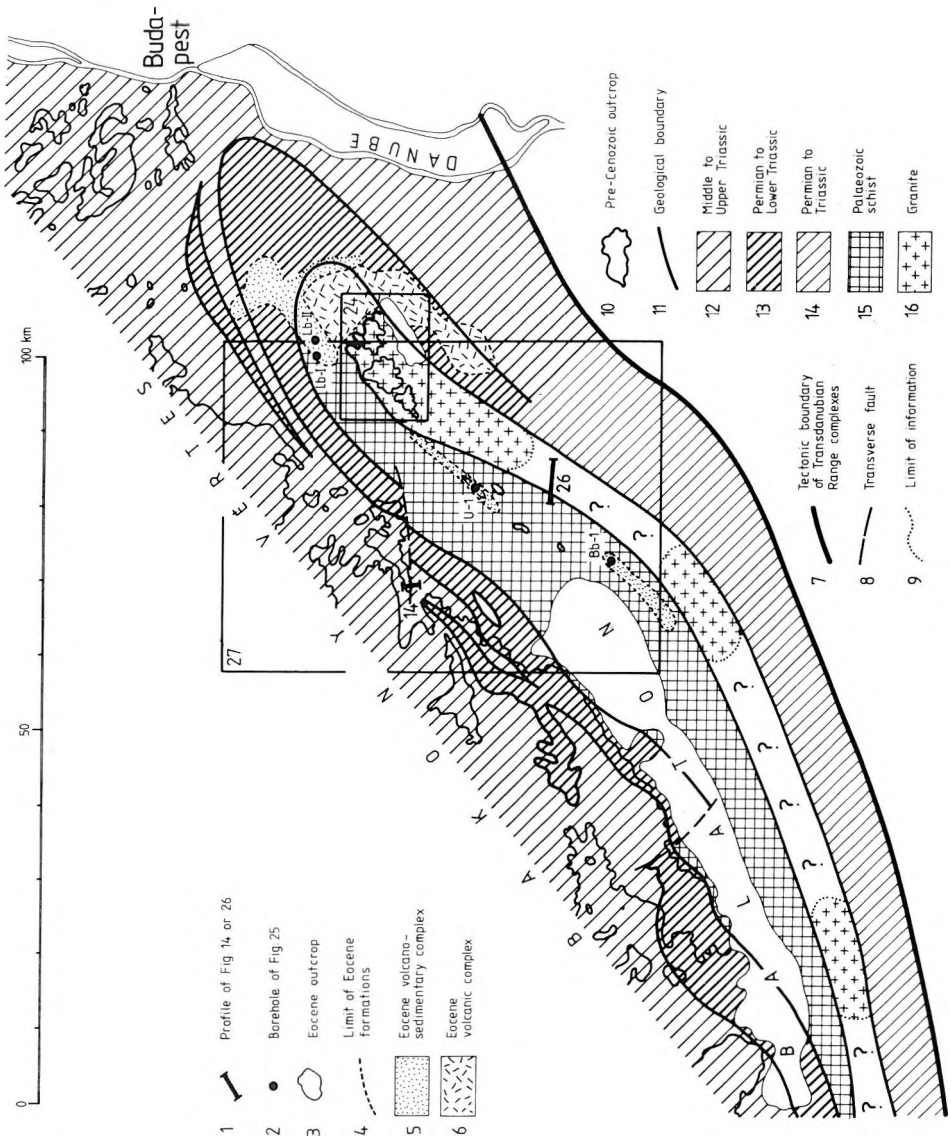 0
50
100 km
1
Profile of Fig. 14 or 26
2
Borehole of Fig. 25
3
Eocene outcrop
4
Limit of Eocene
formations
5
Eocene volcano-
sedimentary complex
6
Eocene
volcanic complex
7
Tectonic boundary
of Transdanubian
Range complexes
8
Transverse fault
9
Limit of information
10
Pre-Cenozoic outcrop
11
Geological boundary
12
Middle to
Upper Triassic
13
Permian to
Lower Triassic
14
Permian to
Triassic
15
Palaeozoic
schist
16
Granite
Buda-
pest
DANUBE
VÉRTES
BAKONY
BALATON
27
24
14
26
U-1
Bb-1
?
?
?
?
?
?
?
?